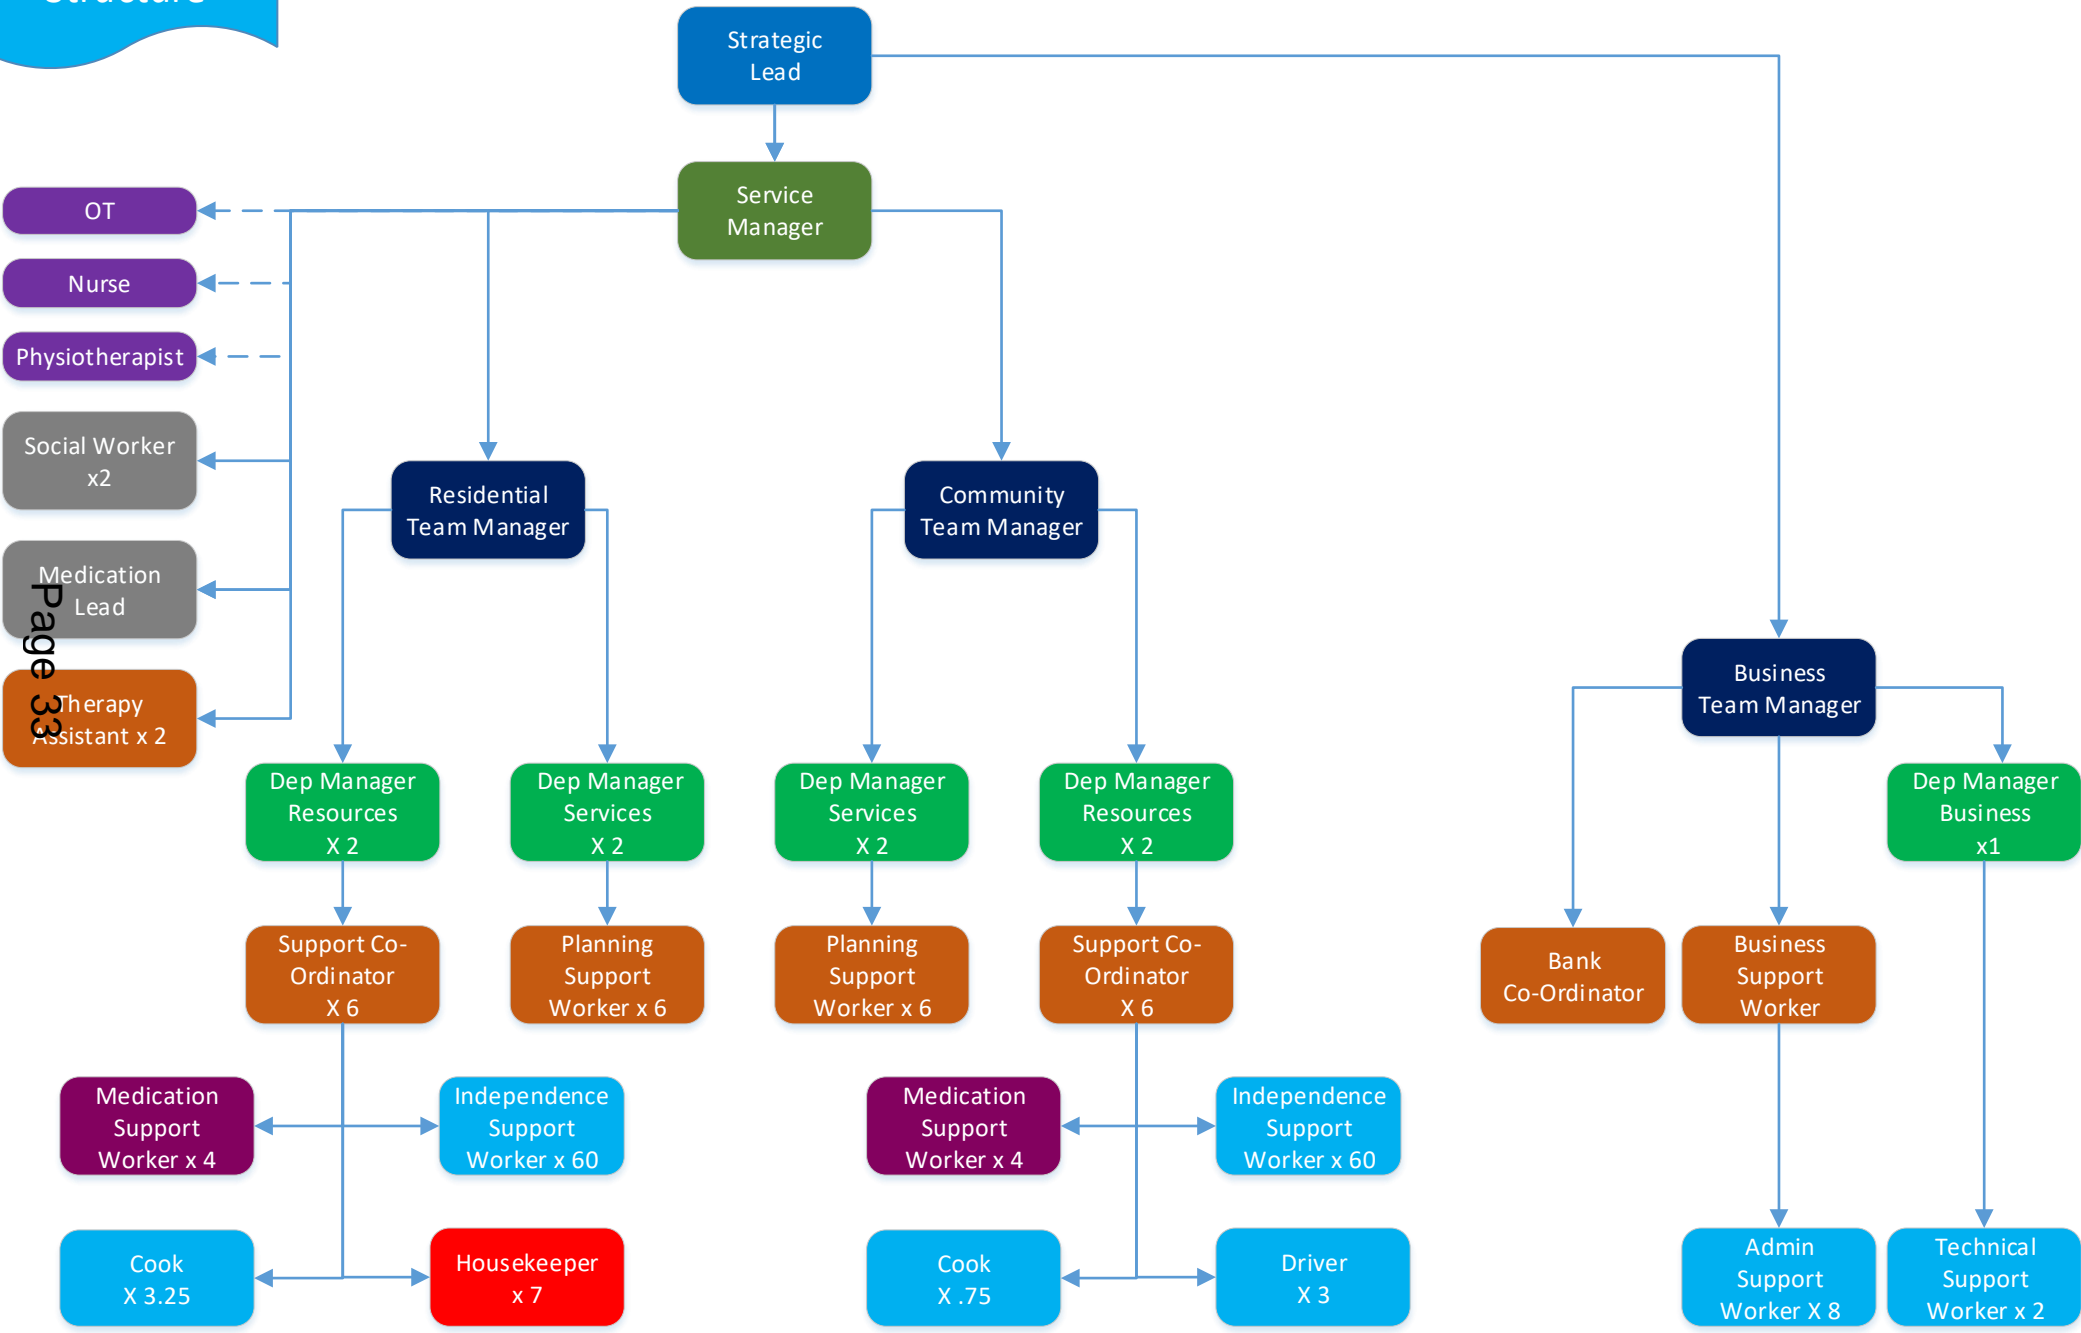 Structure
Strategic
Lead
Service
Manager
OT
Nurse
Physiotherapist
Social Worker
x2
Medication
Lead
Therapy
Assistant x 2
Page 33
Residential
Team Manager
Community
Team Manager
Business
Team Manager
Dep Manager
Resources
X 2
Dep Manager
Services
X 2
Dep Manager
Services
X 2
Dep Manager
Resources
X 2
Dep Manager
Business
x1
Support Co-
Ordinator
X 6
Planning
Support
Worker x 6
Planning
Support
Worker x 6
Support Co-
Ordinator
X 6
Bank
Co-Ordinator
Business
Support
Worker
Medication
Support
Worker x 4
Independence
Support
Worker x 60
Medication
Support
Worker x 4
Independence
Support
Worker x 60
Cook
X 3.25
Housekeeper
x 7
Cook
X .75
Driver
X 3
Admin
Support
Worker X 8
Technical
Support
Worker x 2